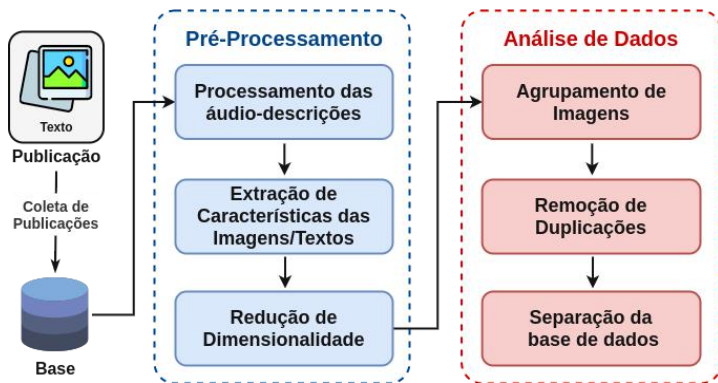 Texto
Publicação
Coleta de
Publicações
Base
Pré-Processamento
Processamento das
áudio-descrições
Extração de
Características das
Imagens/Textos
Redução de
Dimensionalidade
Análise de Dados
Agrupamento de
Imagens
Remoção de
Duplicações
Separação da
base de dados